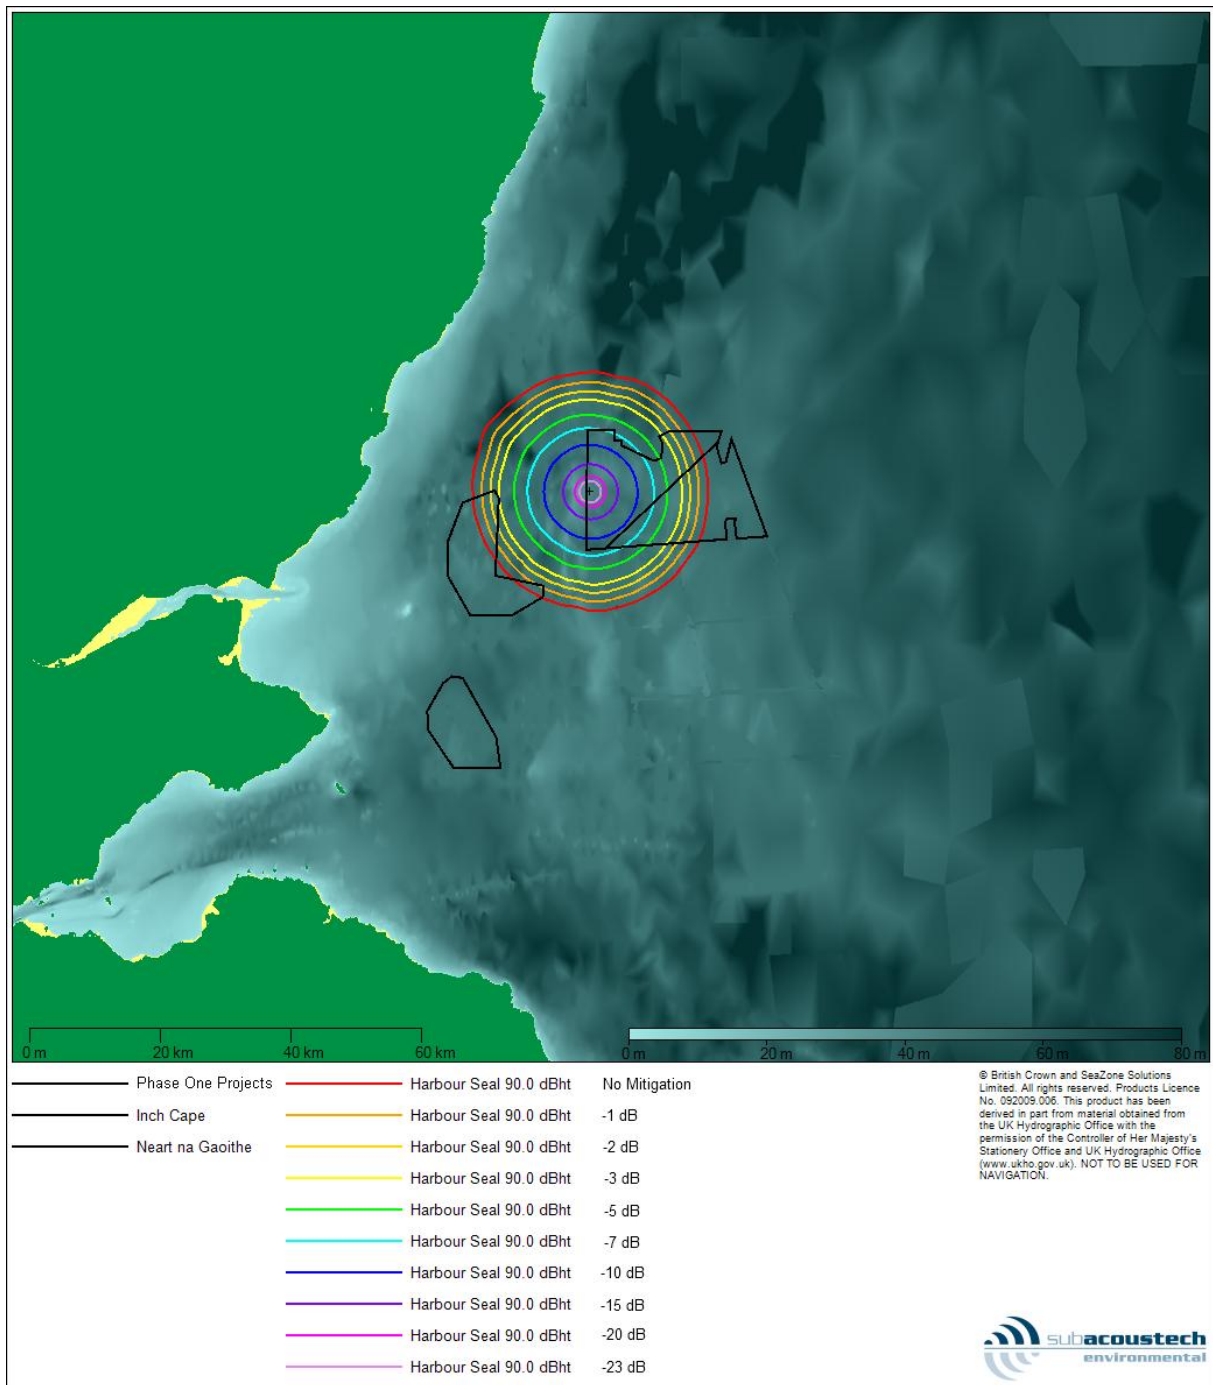 0 m 20 km 40 km 60 km
0 m 20 m 40 m 60 m 80 m
Phase One Projects
Inch Cape
Neart na Gaoithe
Harbour Seal 90.0 dBht No Mitigation
Harbour Seal 90.0 dBht -1 dB
Harbour Seal 90.0 dBht -2 dB
Harbour Seal 90.0 dBht -3 dB
Harbour Seal 90.0 dBht -5 dB
Harbour Seal 90.0 dBht -7 dB
Harbour Seal 90.0 dBht -10 dB
Harbour Seal 90.0 dBht -15 dB
Harbour Seal 90.0 dBht -20 dB
Harbour Seal 90.0 dBht -23 dB
© British Crown and SeaZone Solutions
Limited. All rights reserved. Products Licence
No. 092009.006. This product has been
derived in part from material obtained from
the UK Hydrographic Office with the
permission of the Controller of Her Majesty's
Stationery Office and UK Hydrographic Office
(www.ukho.gov.uk). NOT TO BE USED FOR
NAVIGATION.
subacoustech
environmental